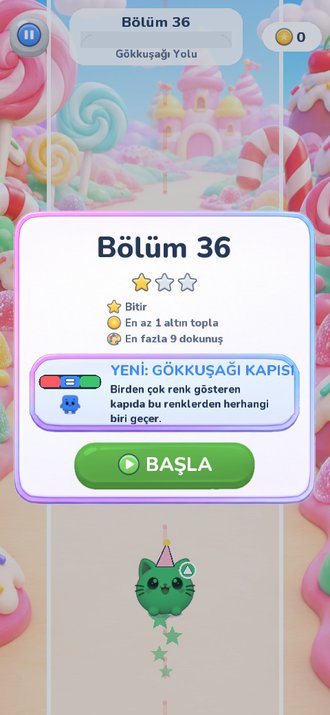 Bölüm 36
Gökkuşağı Yolu
0
Bölüm 36
Bitir
En az 1 altın topla
En fazla 9 dokunuş
YENİ: GÖKKUŞAĞI KAPISI
Birden çok renk gösteren
kapıda bu renklerden herhangi
biri geçer.
BAŞLA